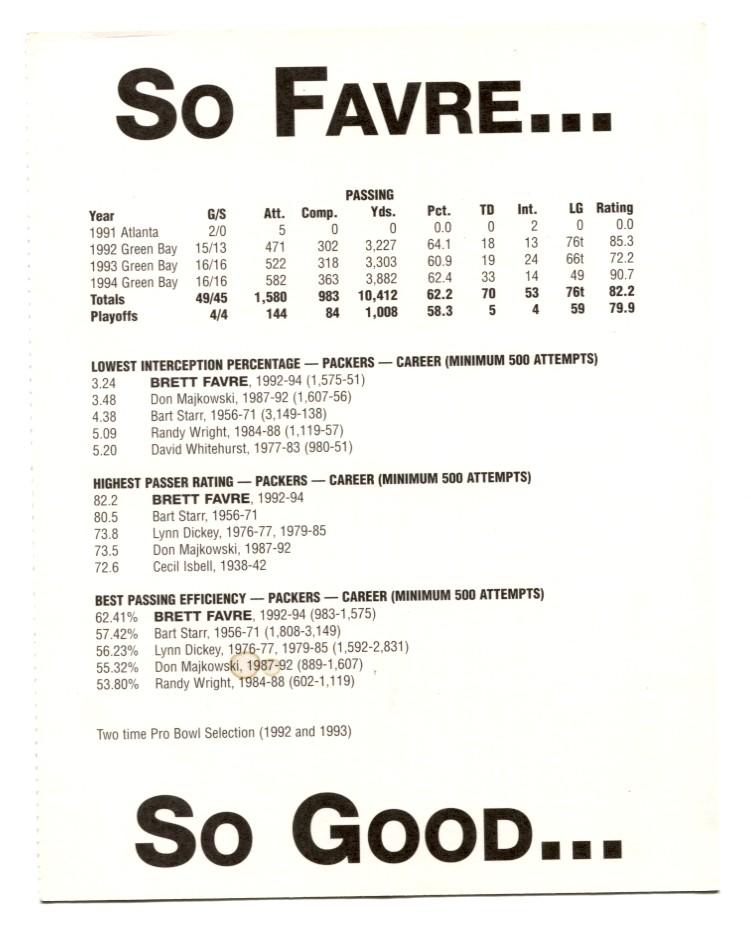 SO FAVRE...
PASSING
Year G/S Att. Comp. Yds. Pct. TD Int. LG Rating
1991 Atlanta 2/0 5 0 0 0.0 0 2 0 0.0
1992 Green Bay 15/13 471 302 3,227 64.1 18 13 76t 85.3
1993 Green Bay 16/16 522 318 3,303 60.9 19 24 66t 72.2
1994 Green Bay 16/16 582 363 3,882 62.4 33 14 49 90.7
Totals 49/45 1,580 983 10,412 62.2 70 53 76t 82.2
Playoffs 4/4 144 84 1,008 58.3 5 4 59 79.9
LOWEST INTERCEPTION PERCENTAGE — PACKERS — CAREER (MINIMUM 500 ATTEMPTS)
3.24 BRETT FAVRE, 1992-94 (1,575-51)
3.48 Don Majkowski, 1987-92 (1,607-56)
4.38 Bart Starr, 1956-71 (3,149-138)
5.09 Randy Wright, 1984-88 (1,119-57)
5.20 David Whitehurst, 1977-83 (980-51)
HIGHEST PASSER RATING — PACKERS — CAREER (MINIMUM 500 ATTEMPTS)
82.2 BRETT FAVRE, 1992-94
80.5 Bart Starr, 1956-71
73.8 Lynn Dickey, 1976-77, 1979-85
73.5 Don Majkowski, 1987-92
72.6 Cecil Isbell, 1938-42
BEST PASSING EFFICIENCY — PACKERS — CAREER (MINIMUM 500 ATTEMPTS)
62.41% BRETT FAVRE, 1992-94 (983-1,575)
57.42% Bart Starr, 1956-71 (1,808-3,149)
56.23% Lynn Dickey, 1976-77, 1979-85 (1,592-2,831)
55.32% Don Majkowski, 1987-92 (889-1,607)
53.80% Randy Wright, 1984-88 (602-1,119)
Two time Pro Bowl Selection (1992 and 1993)
SO GOOD...